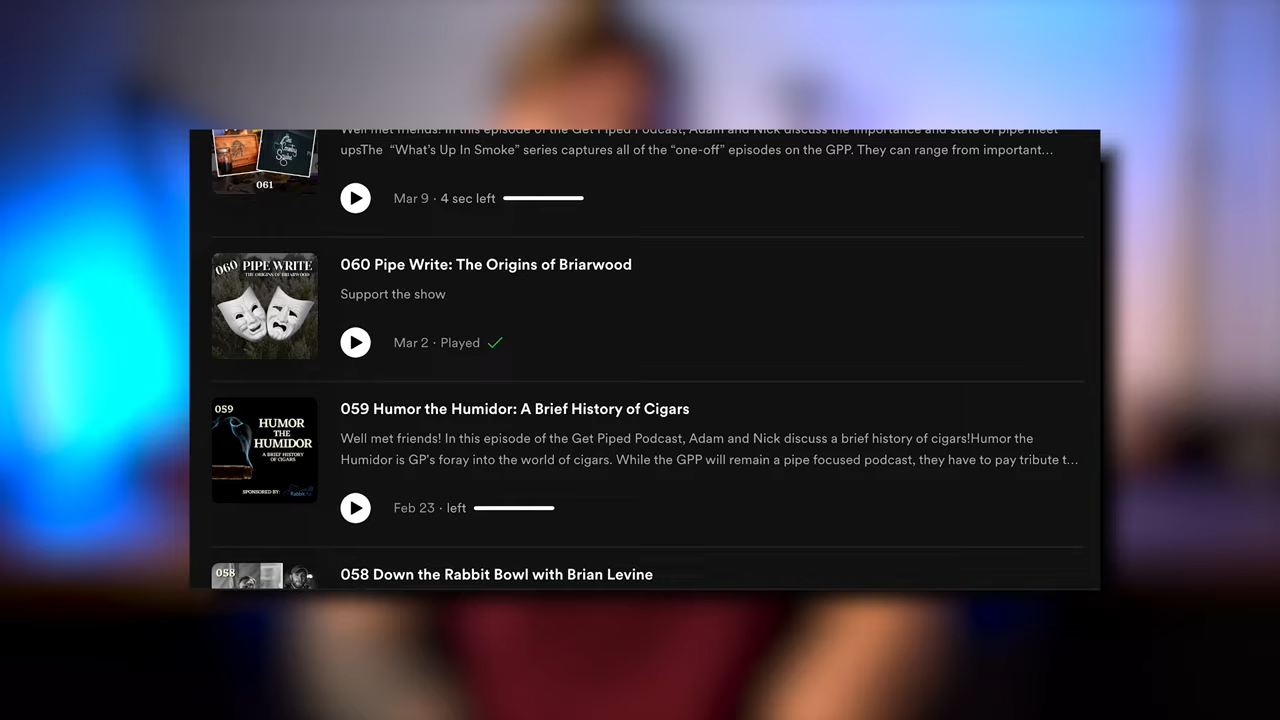 Well met friends! In this episode of the Get Piped Podcast, Adam and Nick discuss the importance and state of pipe meet
upsThe “What’s Up In Smoke” series captures all of the “one-off” episodes on the GPP. They can range from important…
061
Mar 9 · 4 sec left
060 PIPE WRITE
THE ORIGINS OF BRIARWOOD
060 Pipe Write: The Origins of Briarwood
Support the show
Mar 2 · Played
059
HUMOR
THE
HUMIDOR
A BRIEF HISTORY
OF CIGARS
SPONSORED BY:
059 Humor the Humidor: A Brief History of Cigars
Well met friends! In this episode of the Get Piped Podcast, Adam and Nick discuss a brief history of cigars!Humor the
Humidor is GP's foray into the world of cigars. While the GPP will remain a pipe focused podcast, they have to pay tribute t…
Feb 23 · left
058
058 Down the Rabbit Bowl with Brian Levine